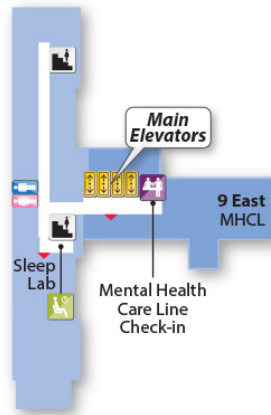 Main
Elevators
9 East
MHCL
Sleep
Lab
Mental Health
Care Line
Check-in